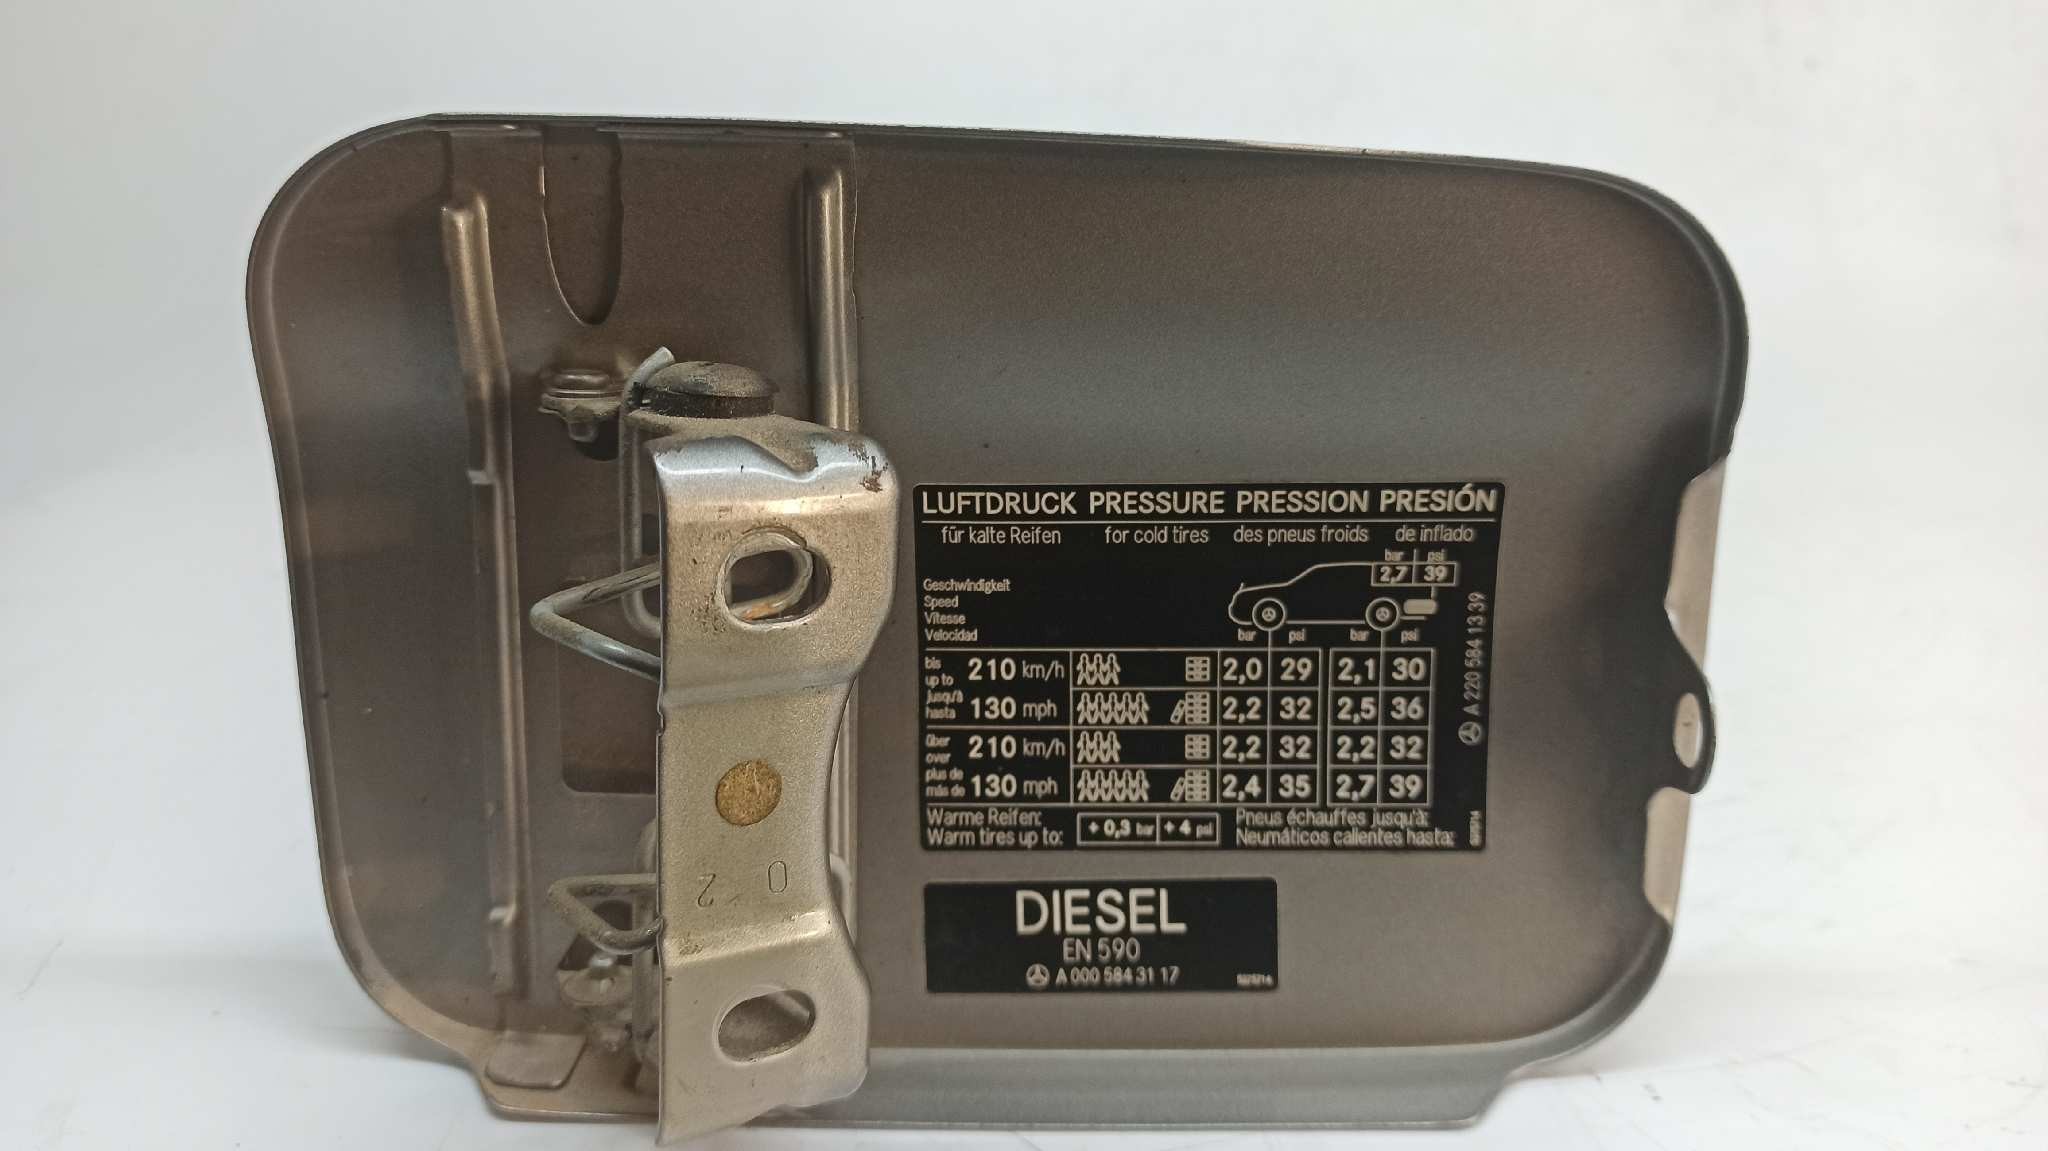 LUFTDRUCK PRESSURE PRESSION PRESIÓN
für kalte Reifen for cold tires des pneus froids de inflado
bar psi
2,7 39
Geschwindigkeit
Speed
Vitesse
Velocidad
bar psi bar psi
bis
up to
jusqu'à
hasta
210 km/h 2,0 29 2,1 30
130 mph 2,2 32 2,5 36
über
over
plus de
más de
210 km/h 2,2 32 2,2 32
130 mph 2,4 35 2,7 39
Warme Reifen: + 0,3 bar + 4 psi Pneus échauffes jusqu'à:
Warm tires up to: Neumáticos calientes hasta:
A 220 584 13 39
DIESEL
EN 590
A 000 584 31 17
0 2